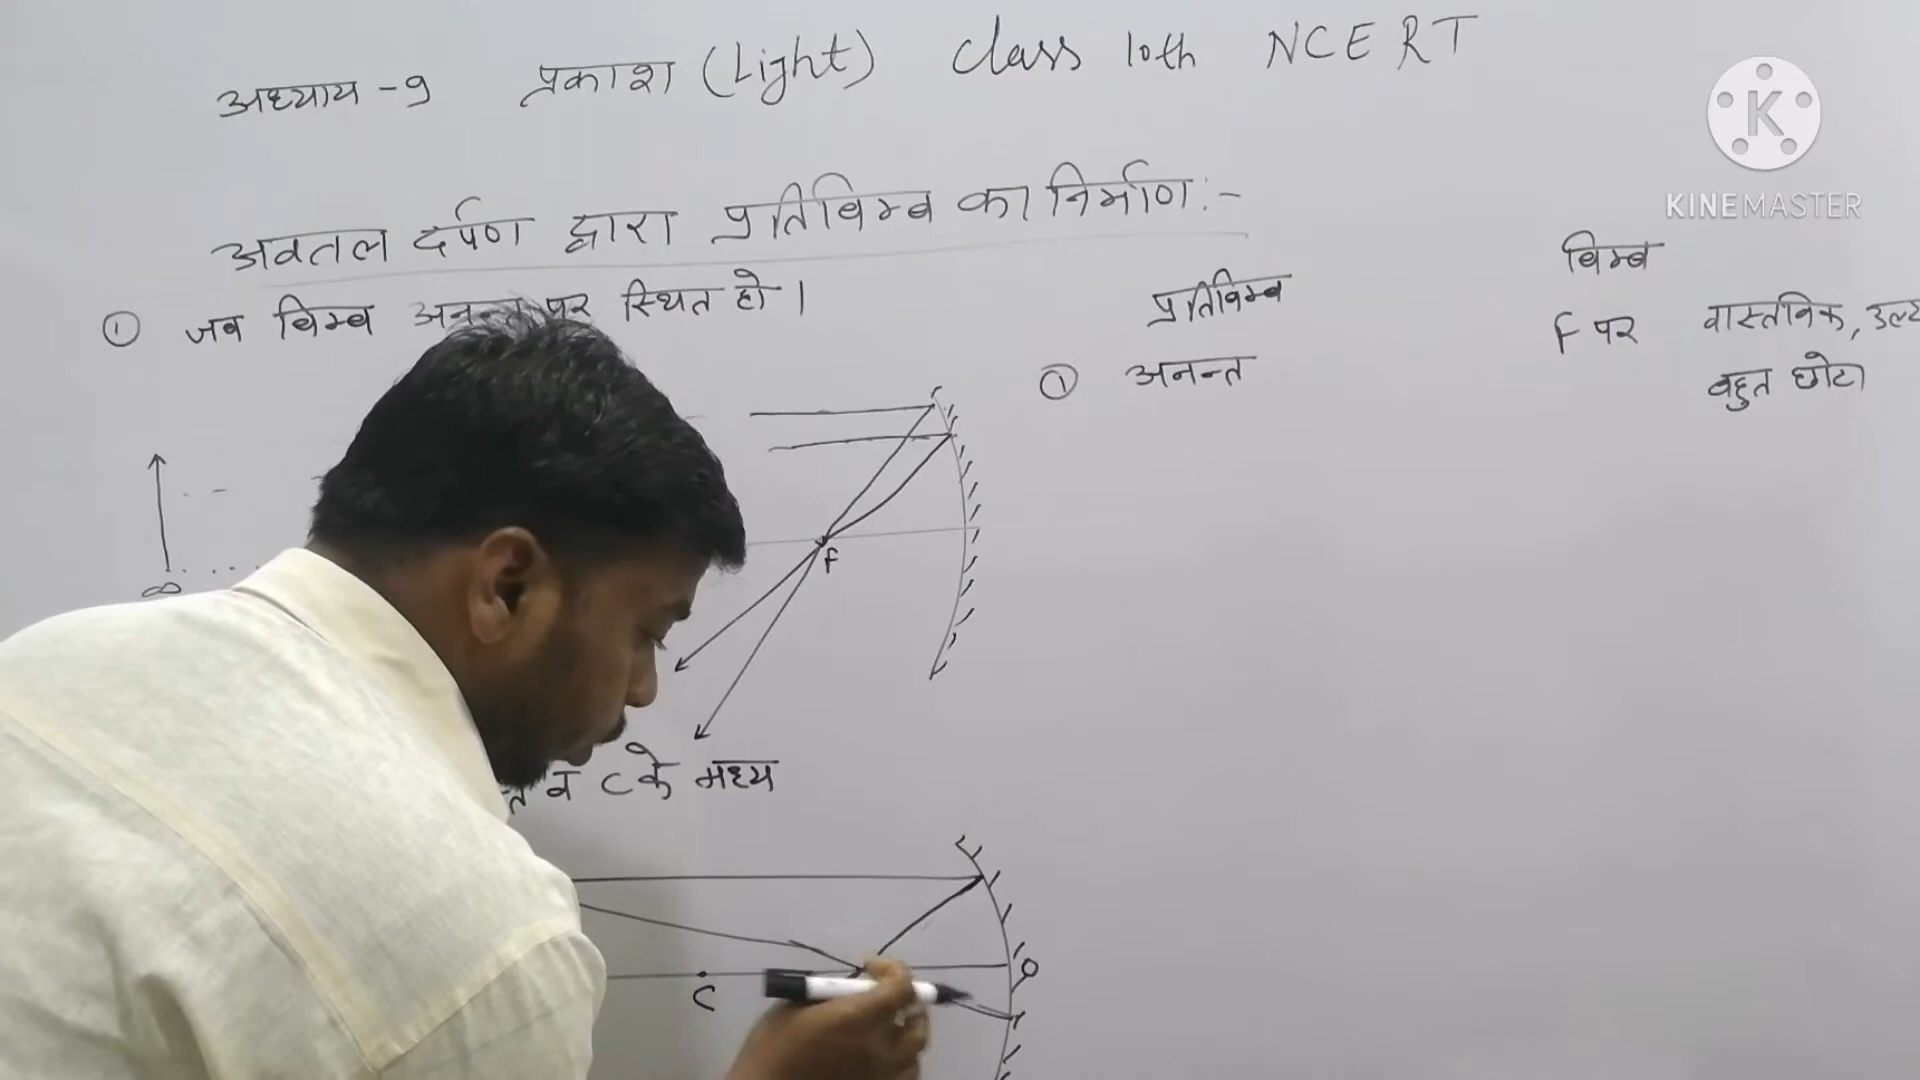 अध्याय -9 प्रकाश (Light) Class 10th NCERT
KINEMASTER
अवतल दर्पण द्वारा प्रतिबिम्ब का निर्माण:-
① जब बिम्ब अनन्त पर स्थित हो।
प्रतिबिम्ब बिम्ब
① अनन्त F पर वास्तविक,
बहुत छोटा
∞
F
व C के मध्य
C